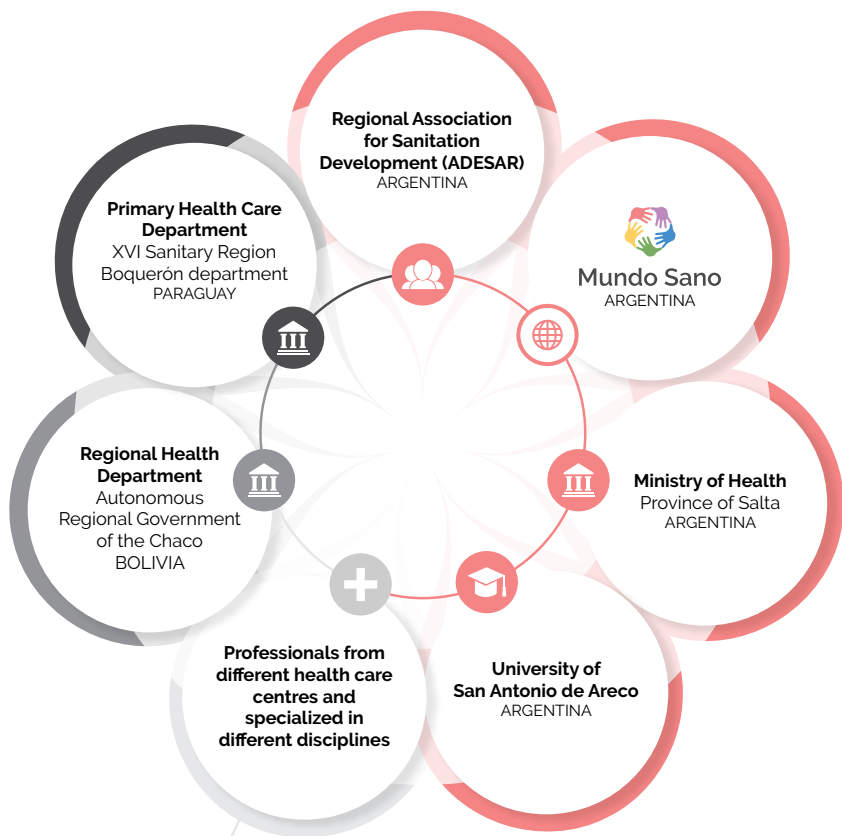 Regional Association
for Sanitation
Development (ADESAR)
ARGENTINA
Mundo Sano
ARGENTINA
Ministry of Health
Province of Salta
ARGENTINA
University of
San Antonio de Areco
ARGENTINA
Professionals from
different health care
centres and
specialized in
different disciplines
Regional Health
Department
Autonomous
Regional Government
of the Chaco
BOLIVIA
Primary Health Care
Department
XVI Sanitary Region
Boquerón department
PARAGUAY